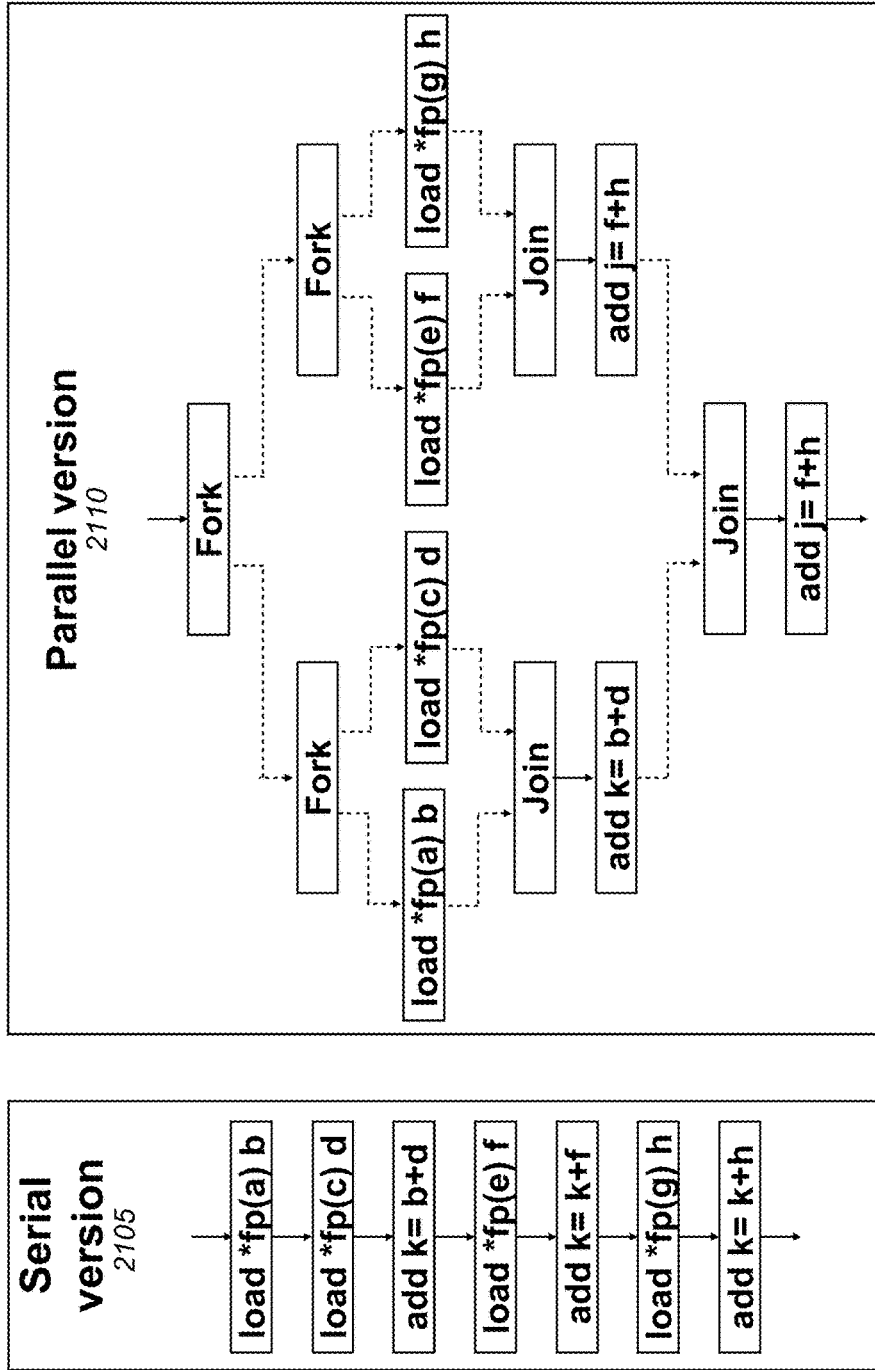 Serial
version
2105
load *fp(a) b
load *fp(c) d
add k= b+d
load *fp(e) f
add k= k+f
load *fp(g) h
add k= k+h
Parallel version
2110
Fork
Fork
Fork
load *fp(a) b
load *fp(c) d
load *fp(e) f
load *fp(g) h
Join
Join
add k= b+d
add j= f+h
Join
add j= f+h